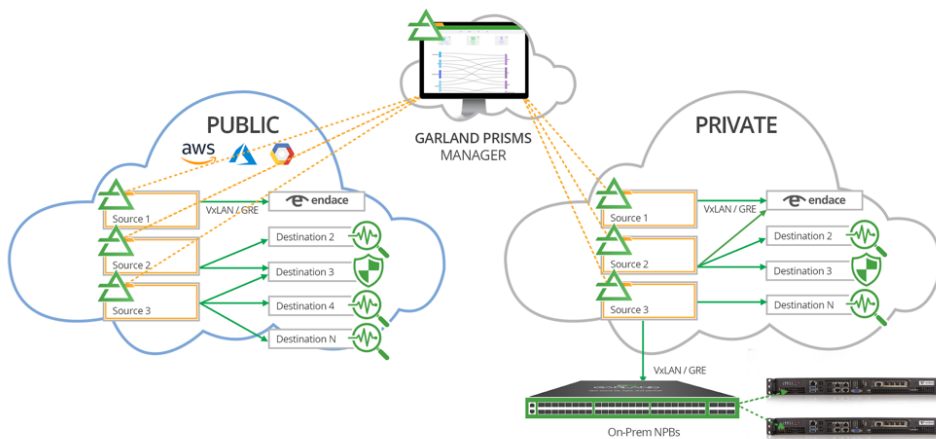 PUBLIC
aws
GARLAND PRISMS
MANAGER
PRIVATE
Source 1
VxLAN / GRE
endace
Source 2
Destination 2
Destination 3
Source 3
Destination 4
Destination N
Source 1
VxLAN / GRE
endace
Source 2
Destination 2
Destination 3
Source 3
Destination N
VxLAN / GRE
On-Prem NPBs